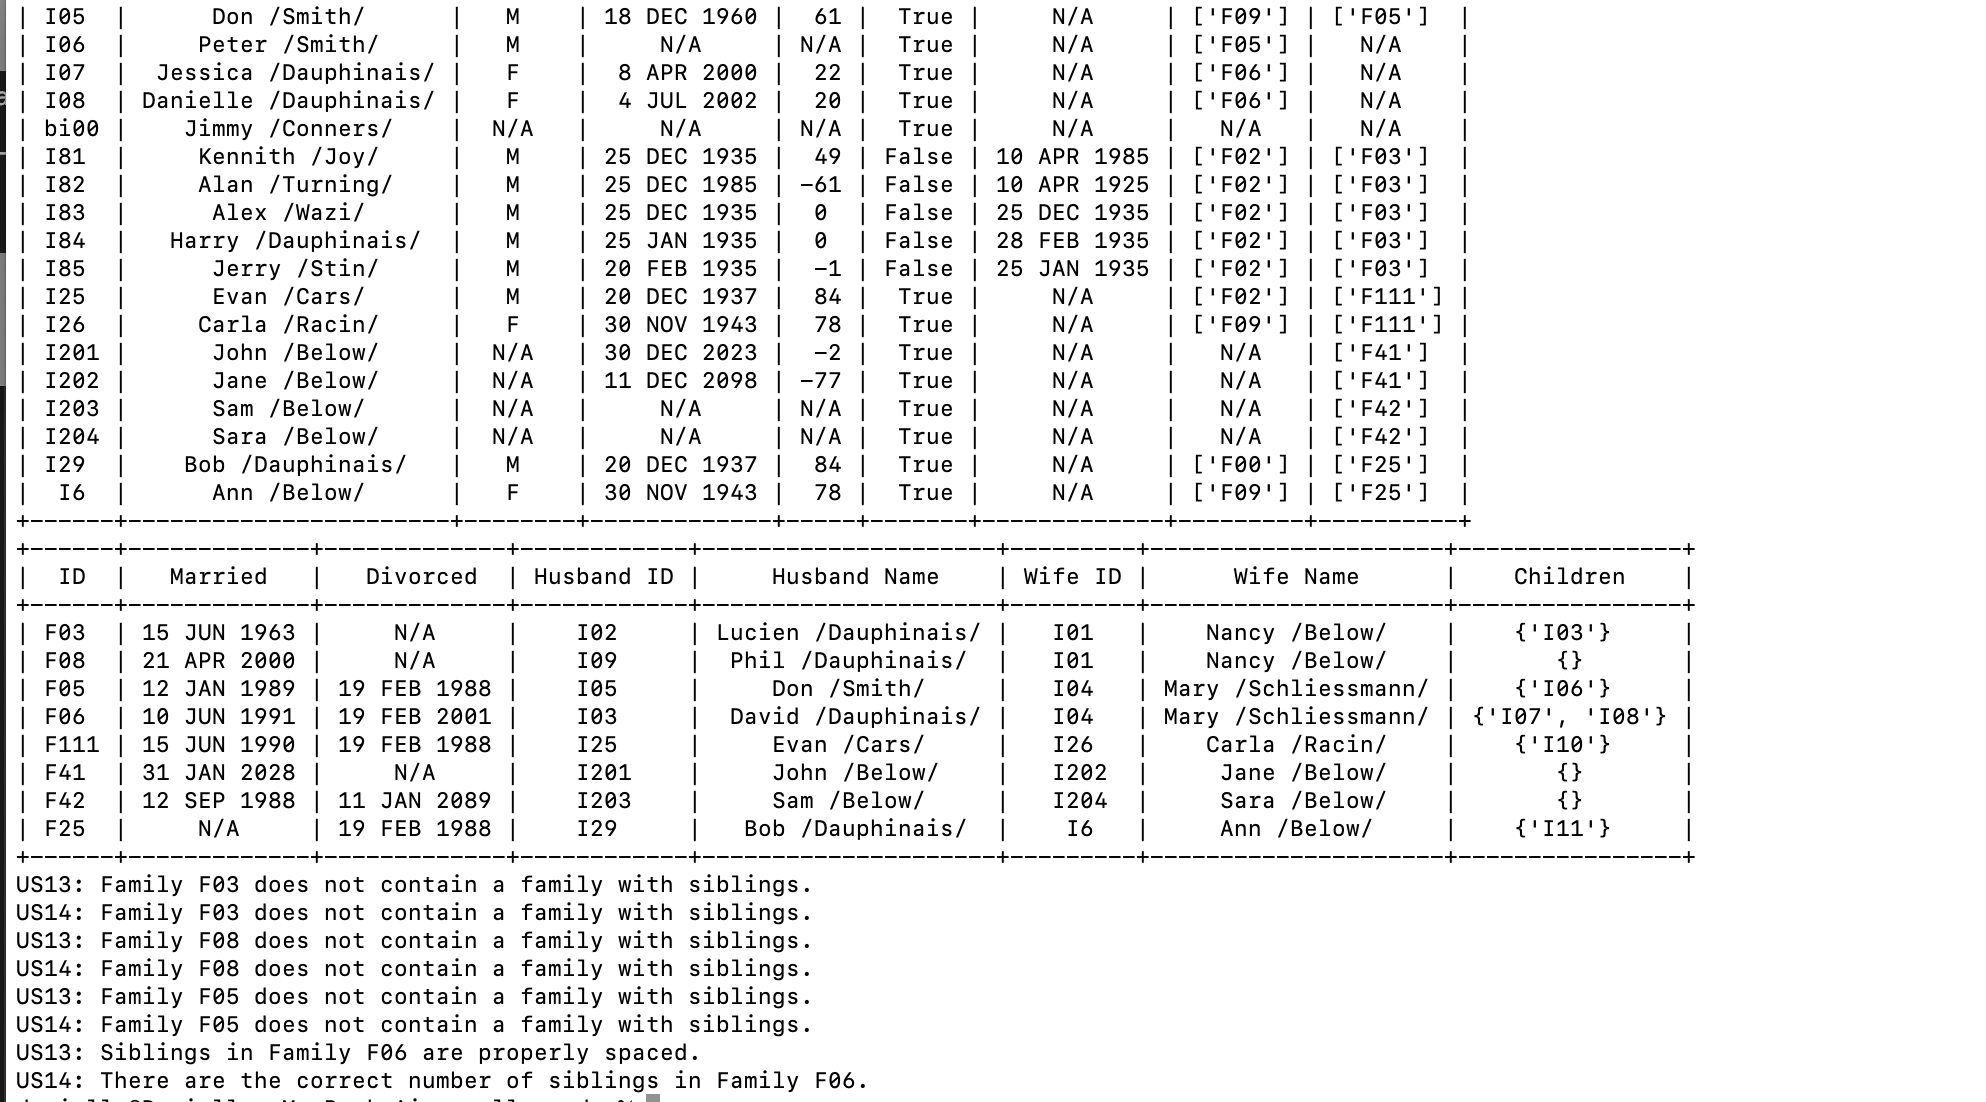 | I05  |      Don /Smith/      |   M    | 18 DEC 1960 |  61 |  True |     N/A     | ['F09'] | ['F05']  |
| I06  |     Peter /Smith/     |   M    |     N/A     | N/A |  True |     N/A     | ['F05'] |   N/A    |
| I07  |  Jessica /Dauphinais/ |   F    |  8 APR 2000 |  22 |  True |     N/A     | ['F06'] |   N/A    |
| I08  | Danielle /Dauphinais/ |   F    |  4 JUL 2002 |  20 |  True |     N/A     | ['F06'] |   N/A    |
| bi00 |    Jimmy /Conners/    |  N/A   |     N/A     | N/A |  True |     N/A     |   N/A   |   N/A    |
| I81  |     Kennith /Joy/     |   M    | 25 DEC 1935 |  49 | False | 10 APR 1985 | ['F02'] | ['F03']  |
| I82  |     Alan /Turning/    |   M    | 25 DEC 1985 | -61 | False | 10 APR 1925 | ['F02'] | ['F03']  |
| I83  |      Alex /Wazi/      |   M    | 25 DEC 1935 |  0  | False | 25 DEC 1935 | ['F02'] | ['F03']  |
| I84  |   Harry /Dauphinais/  |   M    | 25 JAN 1935 |  0  | False | 28 FEB 1935 | ['F02'] | ['F03']  |
| I85  |      Jerry /Stin/     |   M    | 20 FEB 1935 |  -1 | False | 25 JAN 1935 | ['F02'] | ['F03']  |
| I25  |      Evan /Cars/      |   M    | 20 DEC 1937 |  84 |  True |     N/A     | ['F02'] | ['F111'] |
| I26  |     Carla /Racin/     |   F    | 30 NOV 1943 |  78 |  True |     N/A     | ['F09'] | ['F111'] |
| I201 |      John /Below/     |  N/A   | 30 DEC 2023 |  -2 |  True |     N/A     |   N/A   | ['F41']  |
| I202 |      Jane /Below/     |  N/A   | 11 DEC 2098 | -77 |  True |     N/A     |   N/A   | ['F41']  |
| I203 |      Sam /Below/      |  N/A   |     N/A     | N/A |  True |     N/A     |   N/A   | ['F42']  |
| I204 |      Sara /Below/     |  N/A   |     N/A     | N/A |  True |     N/A     |   N/A   | ['F42']  |
| I29  |    Bob /Dauphinais/   |   M    | 20 DEC 1937 |  84 |  True |     N/A     | ['F00'] | ['F25']  |
|  I6  |      Ann /Below/      |   F    | 30 NOV 1943 |  78 |  True |     N/A     | ['F09'] | ['F25']  |
+------+-----------------------+--------+-------------+-----+-------+-------------+---------+----------+
+------+-------------+-------------+------------+---------------------+---------+---------------------+----------------+
|  ID  |   Married   |   Divorced  | Husband ID |     Husband Name    | Wife ID |      Wife Name      |    Children    |
+------+-------------+-------------+------------+---------------------+---------+---------------------+----------------+
| F03  | 15 JUN 1963 |     N/A     |    I02     | Lucien /Dauphinais/ |   I01   |    Nancy /Below/    |    {'I03'}     |
| F08  | 21 APR 2000 |     N/A     |    I09     |  Phil /Dauphinais/  |   I01   |    Nancy /Below/    |       {}       |
| F05  | 12 JAN 1989 | 19 FEB 1988 |    I05     |     Don /Smith/     |   I04   | Mary /Schliessmann/ |    {'I06'}     |
| F06  | 10 JUN 1991 | 19 FEB 2001 |    I03     |  David /Dauphinais/ |   I04   | Mary /Schliessmann/ | {'I07', 'I08'} |
| F111 | 15 JUN 1990 | 19 FEB 1988 |    I25     |     Evan /Cars/     |   I26   |    Carla /Racin/    |    {'I10'}     |
| F41  | 31 JAN 2028 |     N/A     |    I201    |     John /Below/    |   I202  |     Jane /Below/    |       {}       |
| F42  | 12 SEP 1988 | 11 JAN 2089 |    I203    |     Sam /Below/     |   I204  |     Sara /Below/    |       {}       |
| F25  |     N/A     | 19 FEB 1988 |    I29     |   Bob /Dauphinais/  |    I6   |     Ann /Below/     |    {'I11'}     |
+------+-------------+-------------+------------+---------------------+---------+---------------------+----------------+
US13: Family F03 does not contain a family with siblings.
US14: Family F03 does not contain a family with siblings.
US13: Family F08 does not contain a family with siblings.
US14: Family F08 does not contain a family with siblings.
US13: Family F05 does not contain a family with siblings.
US14: Family F05 does not contain a family with siblings.
US13: Siblings in Family F06 are properly spaced.
US14: There are the correct number of siblings in Family F06.